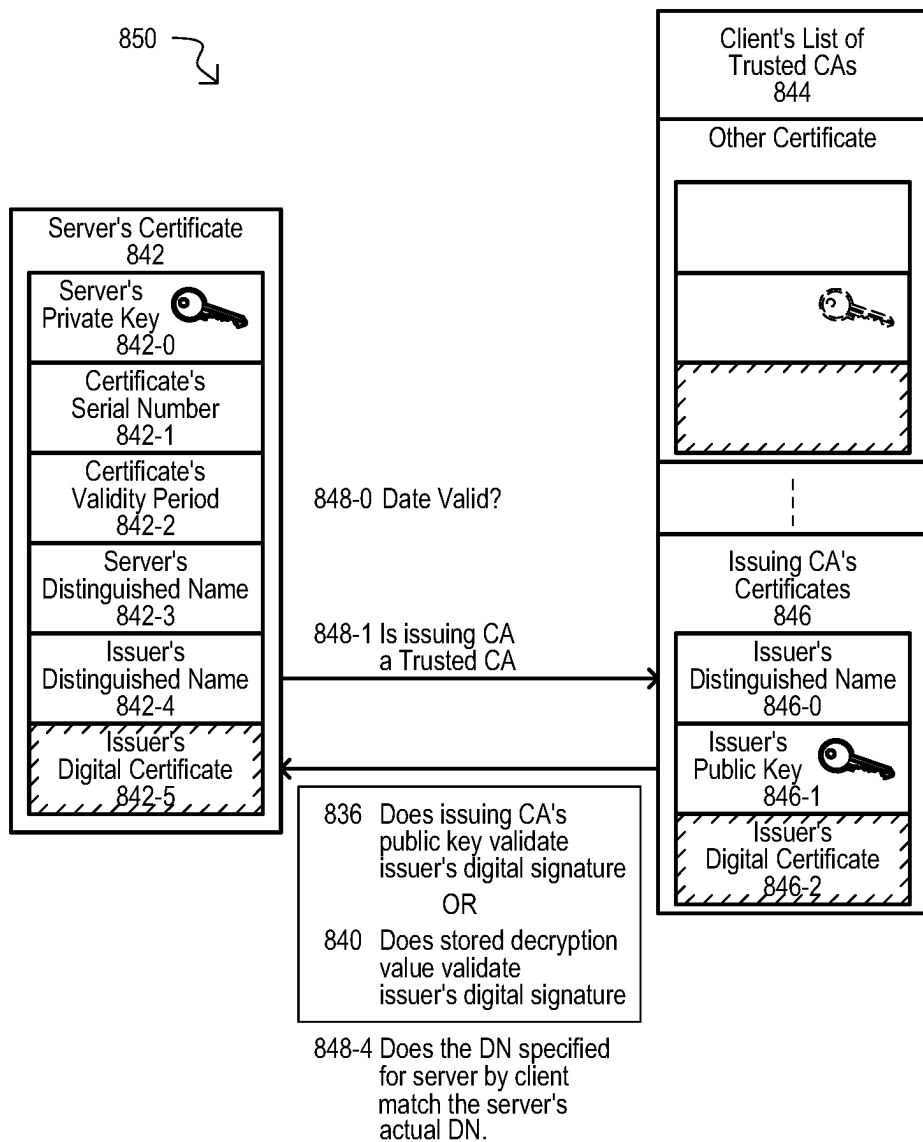 850
Client's List of
Trusted CAs
844
Other Certificate
Server's Certificate
842
Server's
Private Key
842-0
Certificate's
Serial Number
842-1
Certificate's
Validity Period
842-2
Server's
Distinguished Name
842-3
Issuer's
Distinguished Name
842-4
Issuer's
Digital Certificate
842-5
848-0 Date Valid?
848-1 Is issuing CA
a Trusted CA
Issuing CA's
Certificates
846
Issuer's
Distinguished Name
846-0
Issuer's
Public Key
846-1
Issuer's
Digital Certificate
846-2
836 Does issuing CA's
public key validate
issuer's digital signature
OR
840 Does stored decryption
value validate
issuer's digital signature
848-4 Does the DN specified
for server by client
match the server's
actual DN.